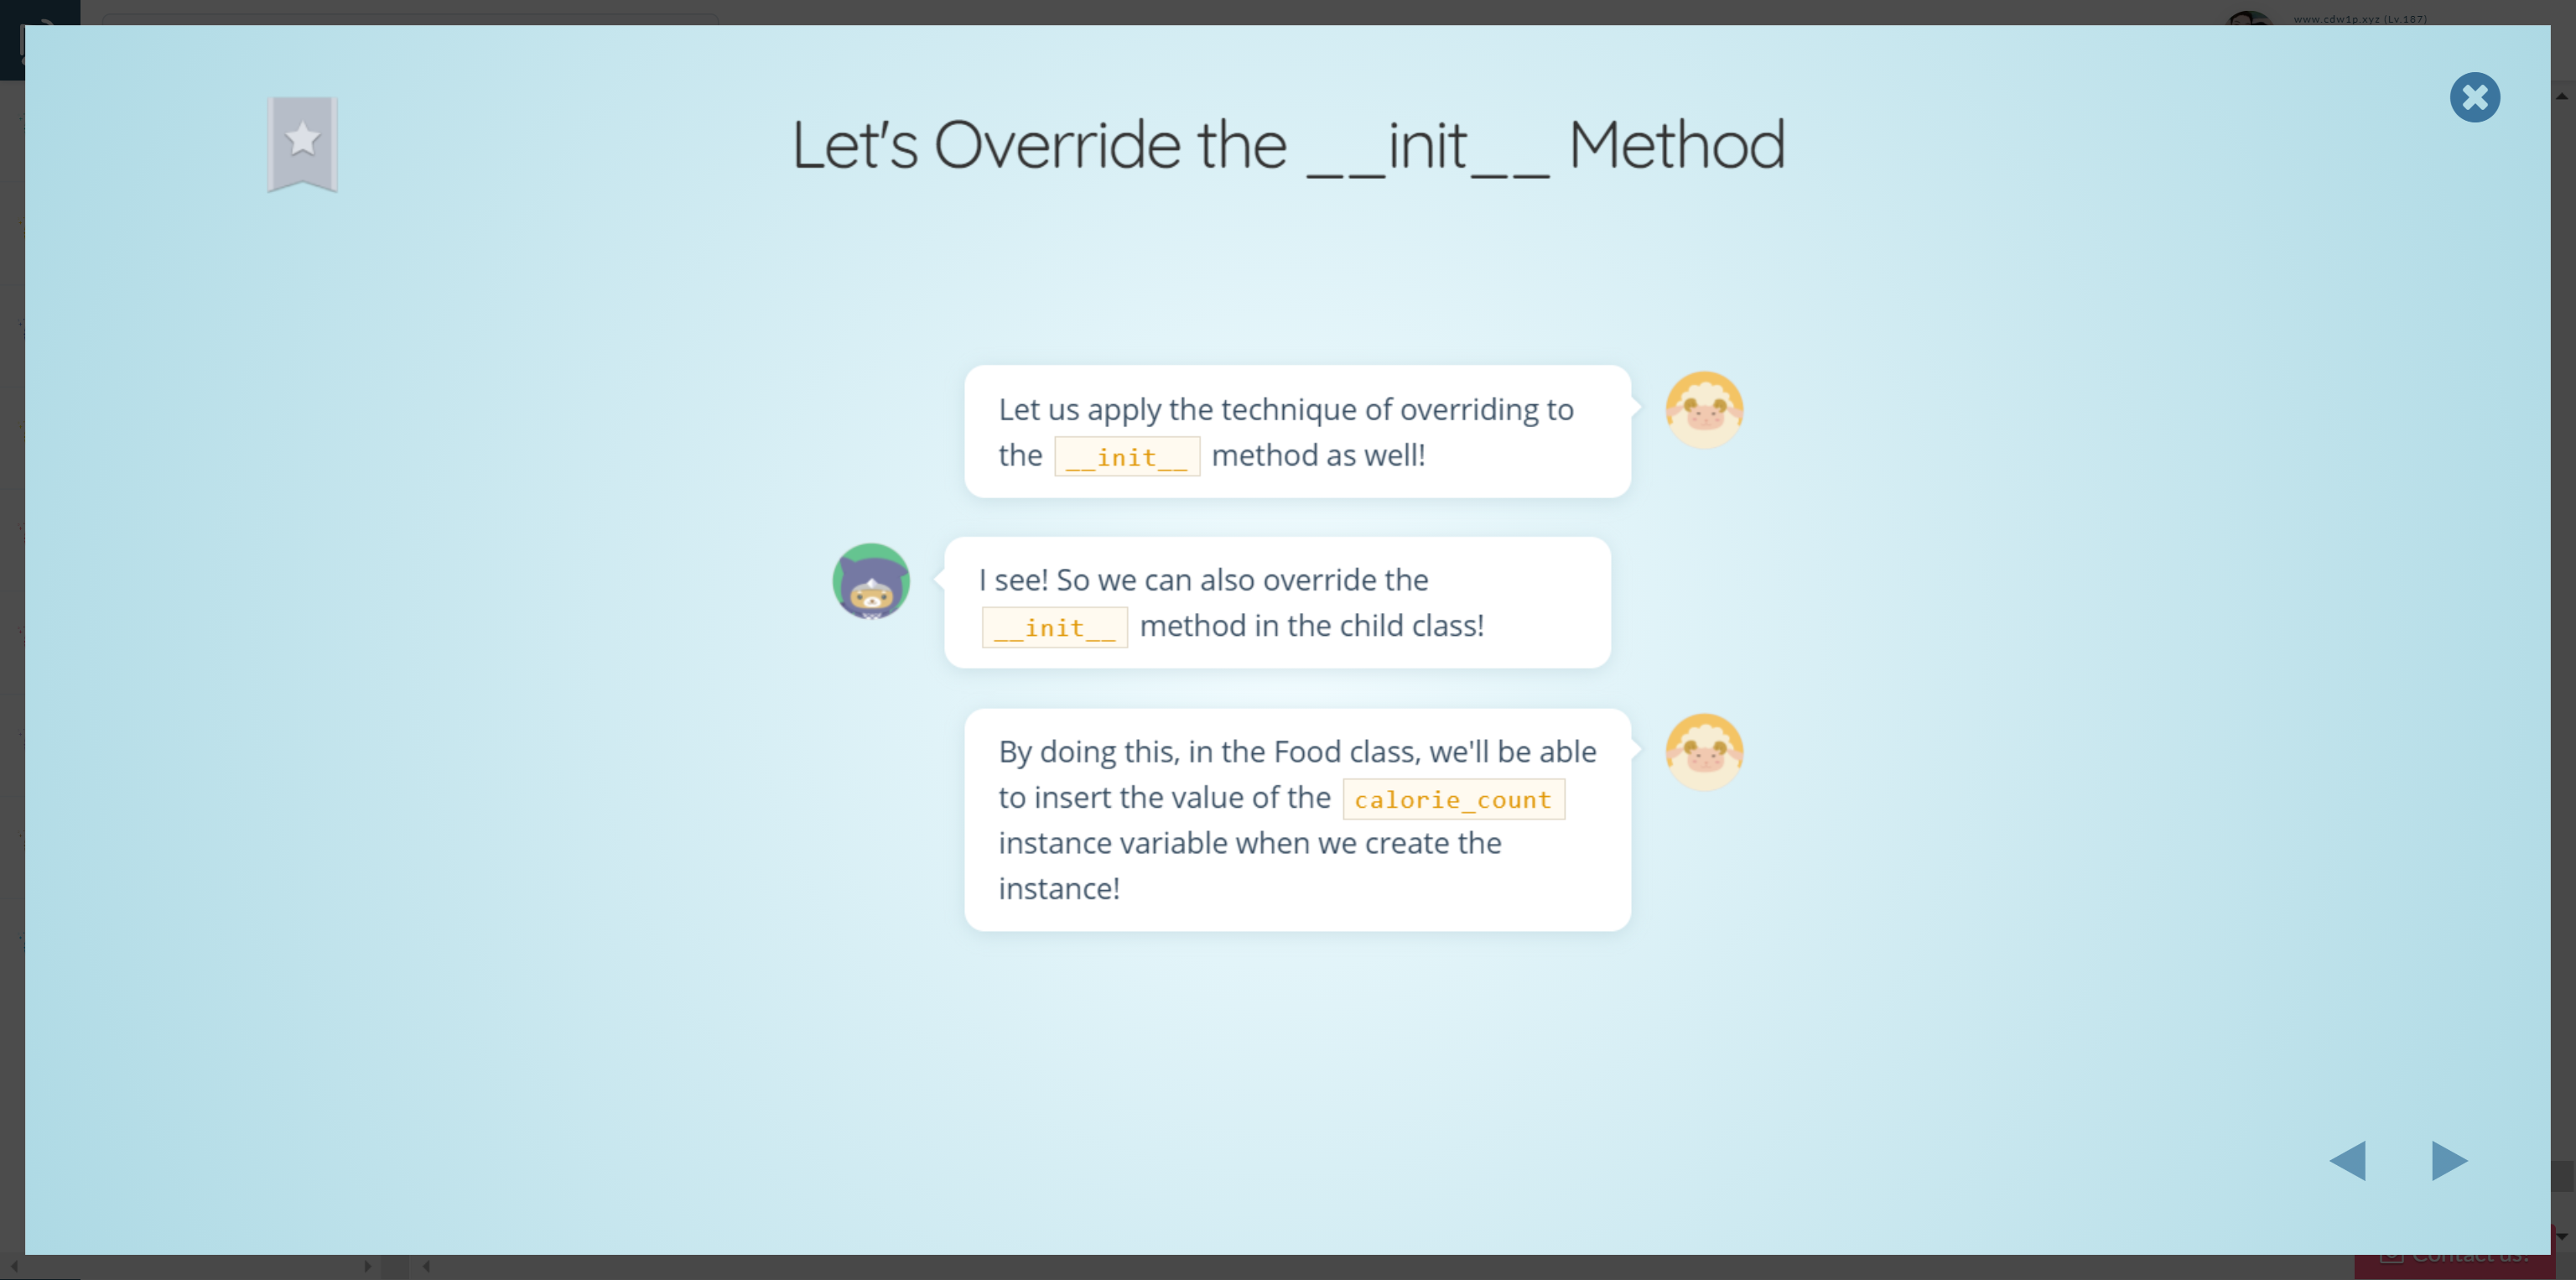 www.cdw1p.xyz (Lv.187)
Let's Override the __init__ Method
Let us apply the technique of overriding to
the __init__ method as well!
I see! So we can also override the
__init__ method in the child class!
By doing this, in the Food class, we'll be able
to insert the value of the calorie_count
instance variable when we create the
instance!
Contact us!